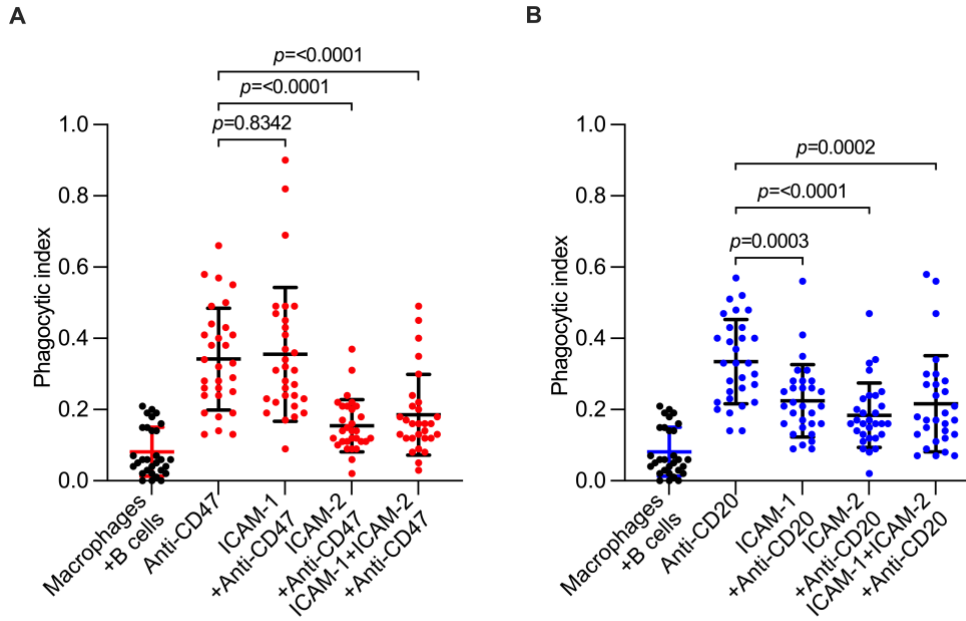 A
p=<0.0001
p=<0.0001
p=0.8342
1.0
0.8
0.6
0.4
0.2
0.0
Phagocytic index
Macrophages
+B cells
Anti-CD47
ICAM-1
+Anti-CD47
ICAM-2
+Anti-CD47
ICAM-1+ICAM-2
+Anti-CD47
B
p=0.0002
p=<0.0001
p=0.0003
1.0
0.8
0.6
0.4
0.2
0.0
Phagocytic index
Macrophages
+B cells
Anti-CD20
ICAM-1
+Anti-CD20
ICAM-2
+Anti-CD20
ICAM-1+ICAM-2
+Anti-CD20